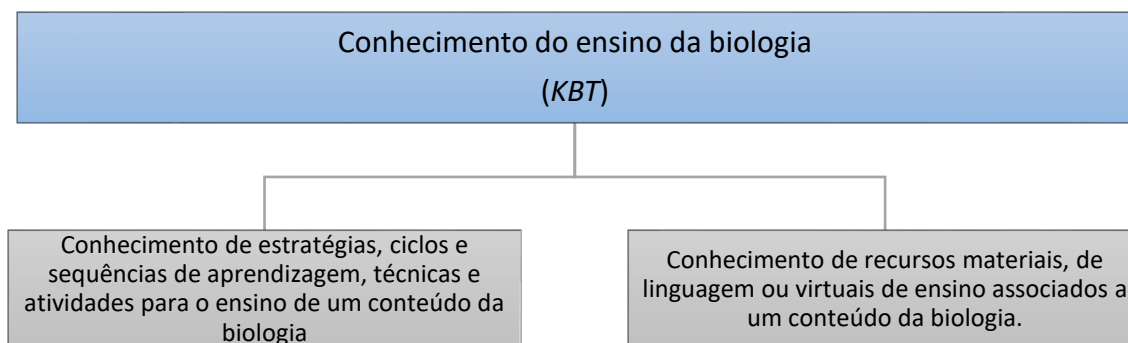 Conhecimento do ensino da biologia
(KBT)
Conhecimento de estratégias, ciclos e
sequências de aprendizagem, técnicas e
atividades para o ensino de um conteúdo da
biologia
Conhecimento de recursos materiais, de
linguagem ou virtuais de ensino associados a
um conteúdo da biologia.